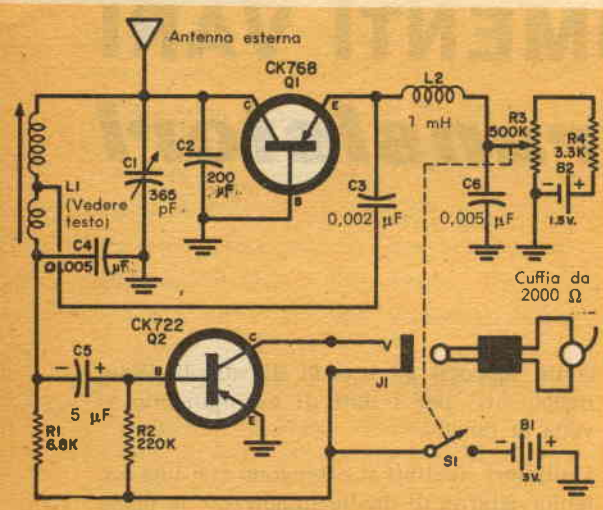 MENTI VARI
Antenna esterna
CK768
Q1
C
E
B
L2
1 mH
R3
500K
R4
3.3K
B2
1.5V.
-
+
L1
(Vedere
testo)
C1
365
pF
C2
200
µF
C3
0,002 µF
C6
0,005 µF
C4
0,005 µF
Cuffia da
2000 Ω
CK722
Q2
B
C
E
C5
-
+
5 µF
R1
6.8K
R2
220K
J1
S1
B1
-
+
3V.